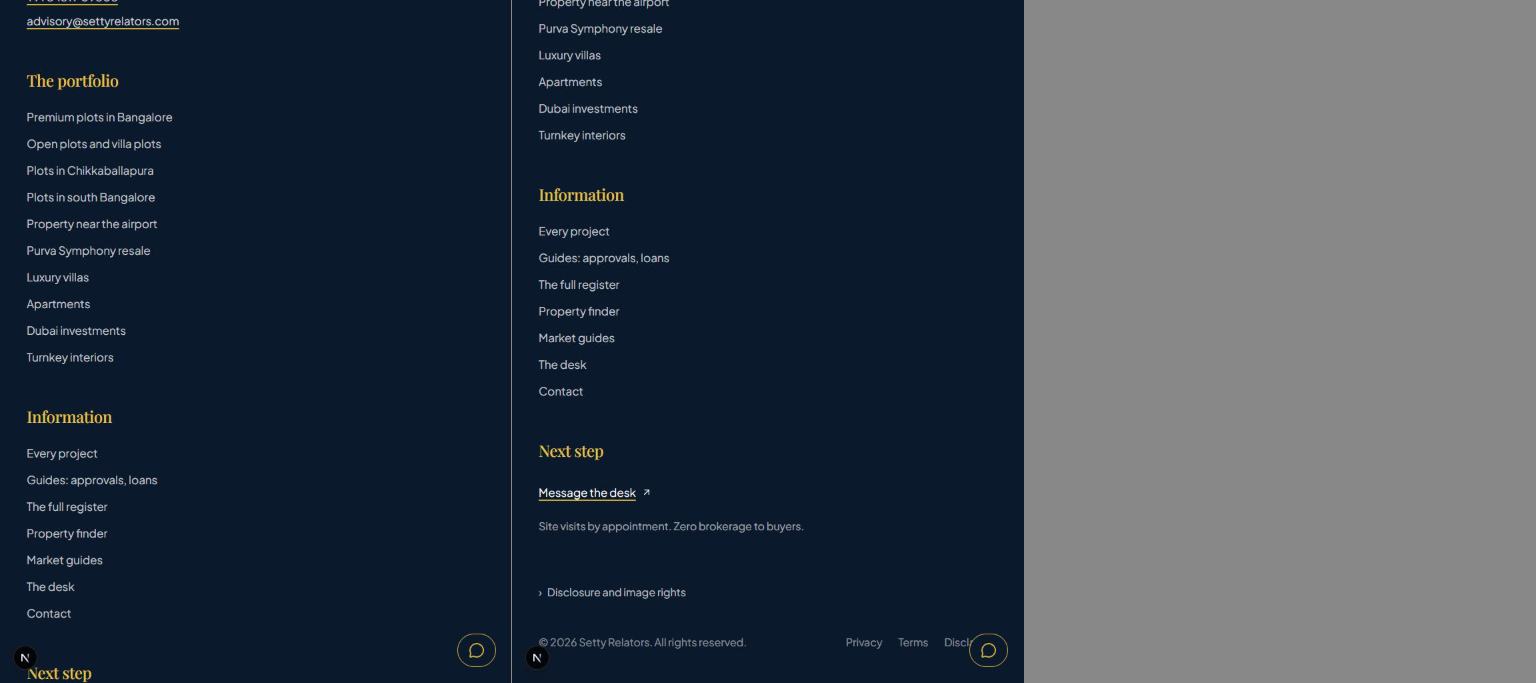 advisory@settyrelators.com
The portfolio
Premium plots in Bangalore
Open plots and villa plots
Plots in Chikkaballapura
Plots in south Bangalore
Property near the airport
Purva Symphony resale
Luxury villas
Apartments
Dubai investments
Turnkey interiors
Information
Every project
Guides: approvals, loans
The full register
Property finder
Market guides
The desk
Contact
N
Next step
Property near the airport
Purva Symphony resale
Luxury villas
Apartments
Dubai investments
Turnkey interiors
Information
Every project
Guides: approvals, loans
The full register
Property finder
Market guides
The desk
Contact
Next step
Message the desk ↗
Site visits by appointment. Zero brokerage to buyers.
› Disclosure and image rights
© 2026 Setty Relators. All rights reserved. Privacy Terms
N